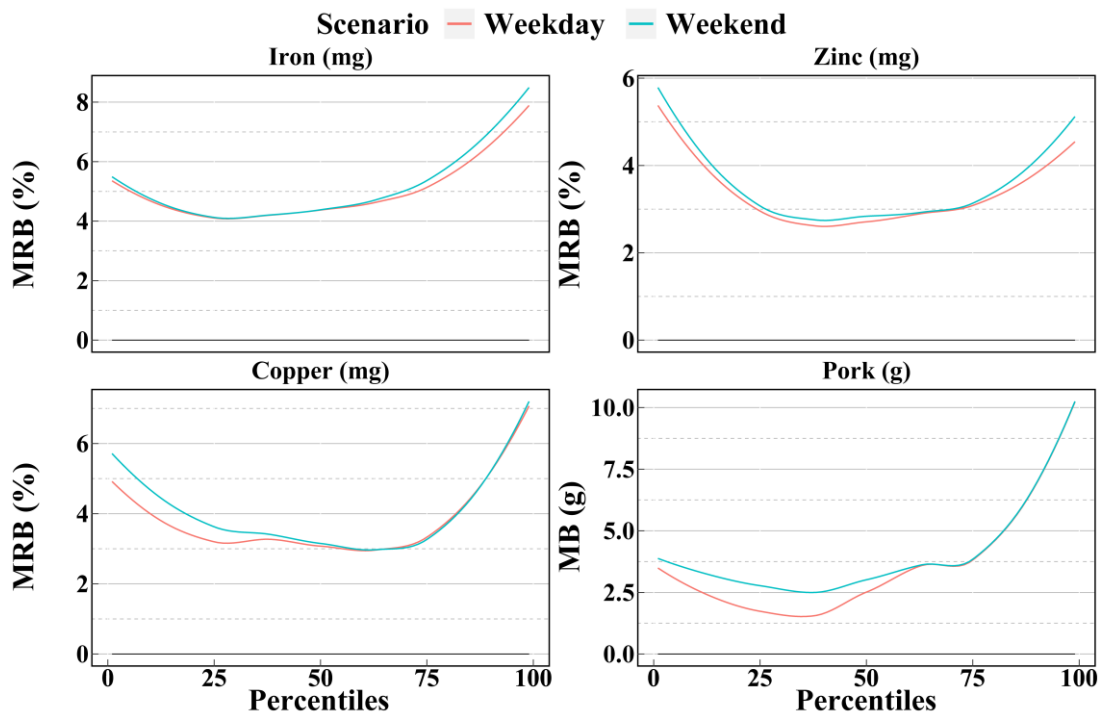 Scenario Weekday Weekend
Iron (mg) Zinc (mg)
MRB (%)
8
6
4
2
0
MRB (%)
6
4
2
0
Copper (mg) Pork (g)
MRB (%)
6
4
2
0
MB (g)
10.0
7.5
5.0
2.5
0.0
0 25 50 75 100
0 25 50 75 100
Percentiles Percentiles